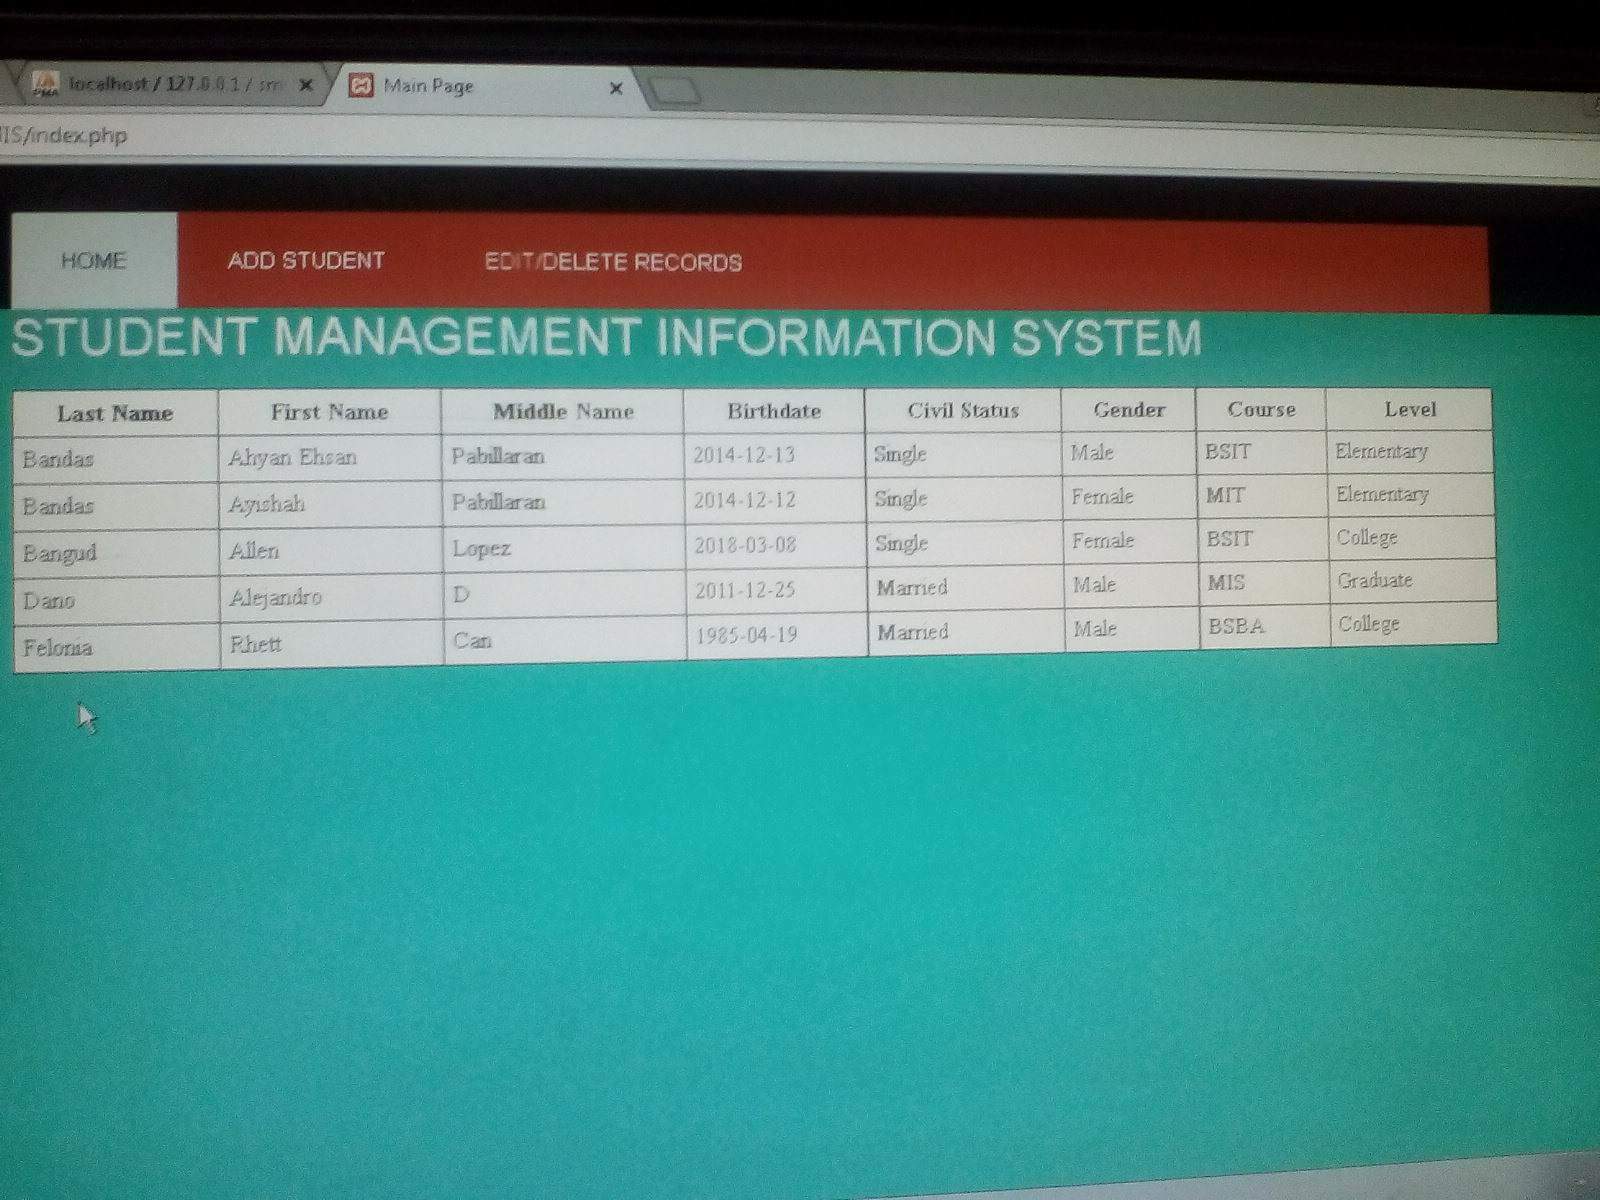 localhost / 127.0.0.1 / sm
Main Page
IS/index.php
HOME ADD STUDENT EDIT/DELETE RECORDS
STUDENT MANAGEMENT INFORMATION SYSTEM
Last Name First Name Middle Name Birthdate Civil Status Gender Course Level
Bandas Ahyan Ehsan Pabillaran 2014-12-13 Single Male BSIT Elementary
Bandas Ayishah Pabillaran 2014-12-12 Single Female MIT Elementary
Bangud Allen Lopez 2018-03-08 Single Female BSIT College
Dano Alejandro D 2011-12-25 Married Male MIS Graduate
Felonia Rhett Can 1985-04-19 Married Male BSBA College